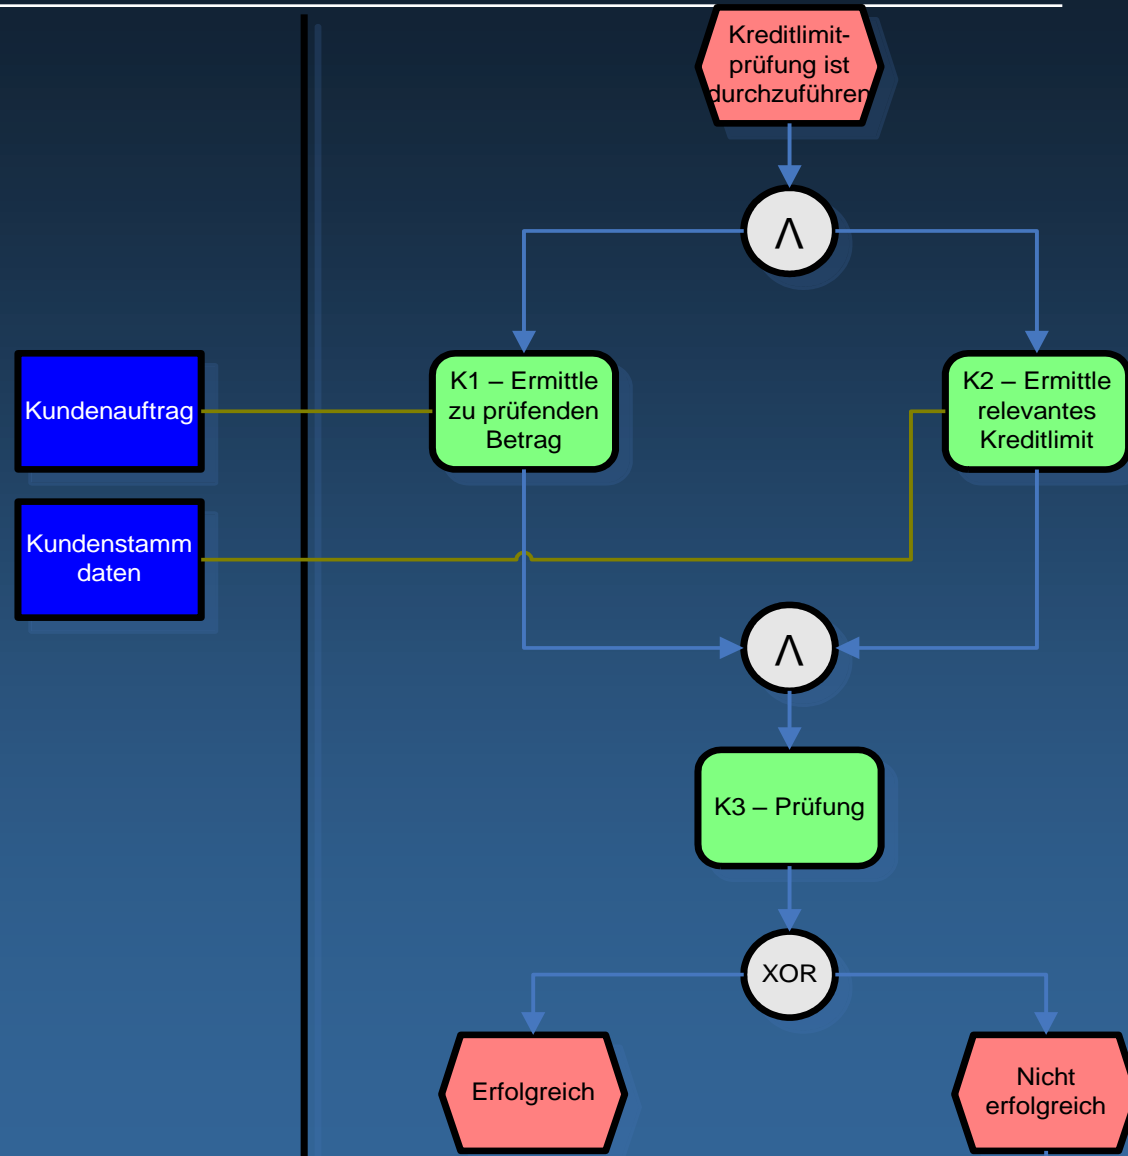 Kreditlimit-
prüfung ist
durchzuführen
Λ
Kundenauftrag
K1 – Ermittle
zu prüfenden
Betrag
K2 – Ermittle
relevantes
Kreditlimit
Kundenstamm
daten
Λ
K3 – Prüfung
XOR
Erfolgreich
Nicht
erfolgreich